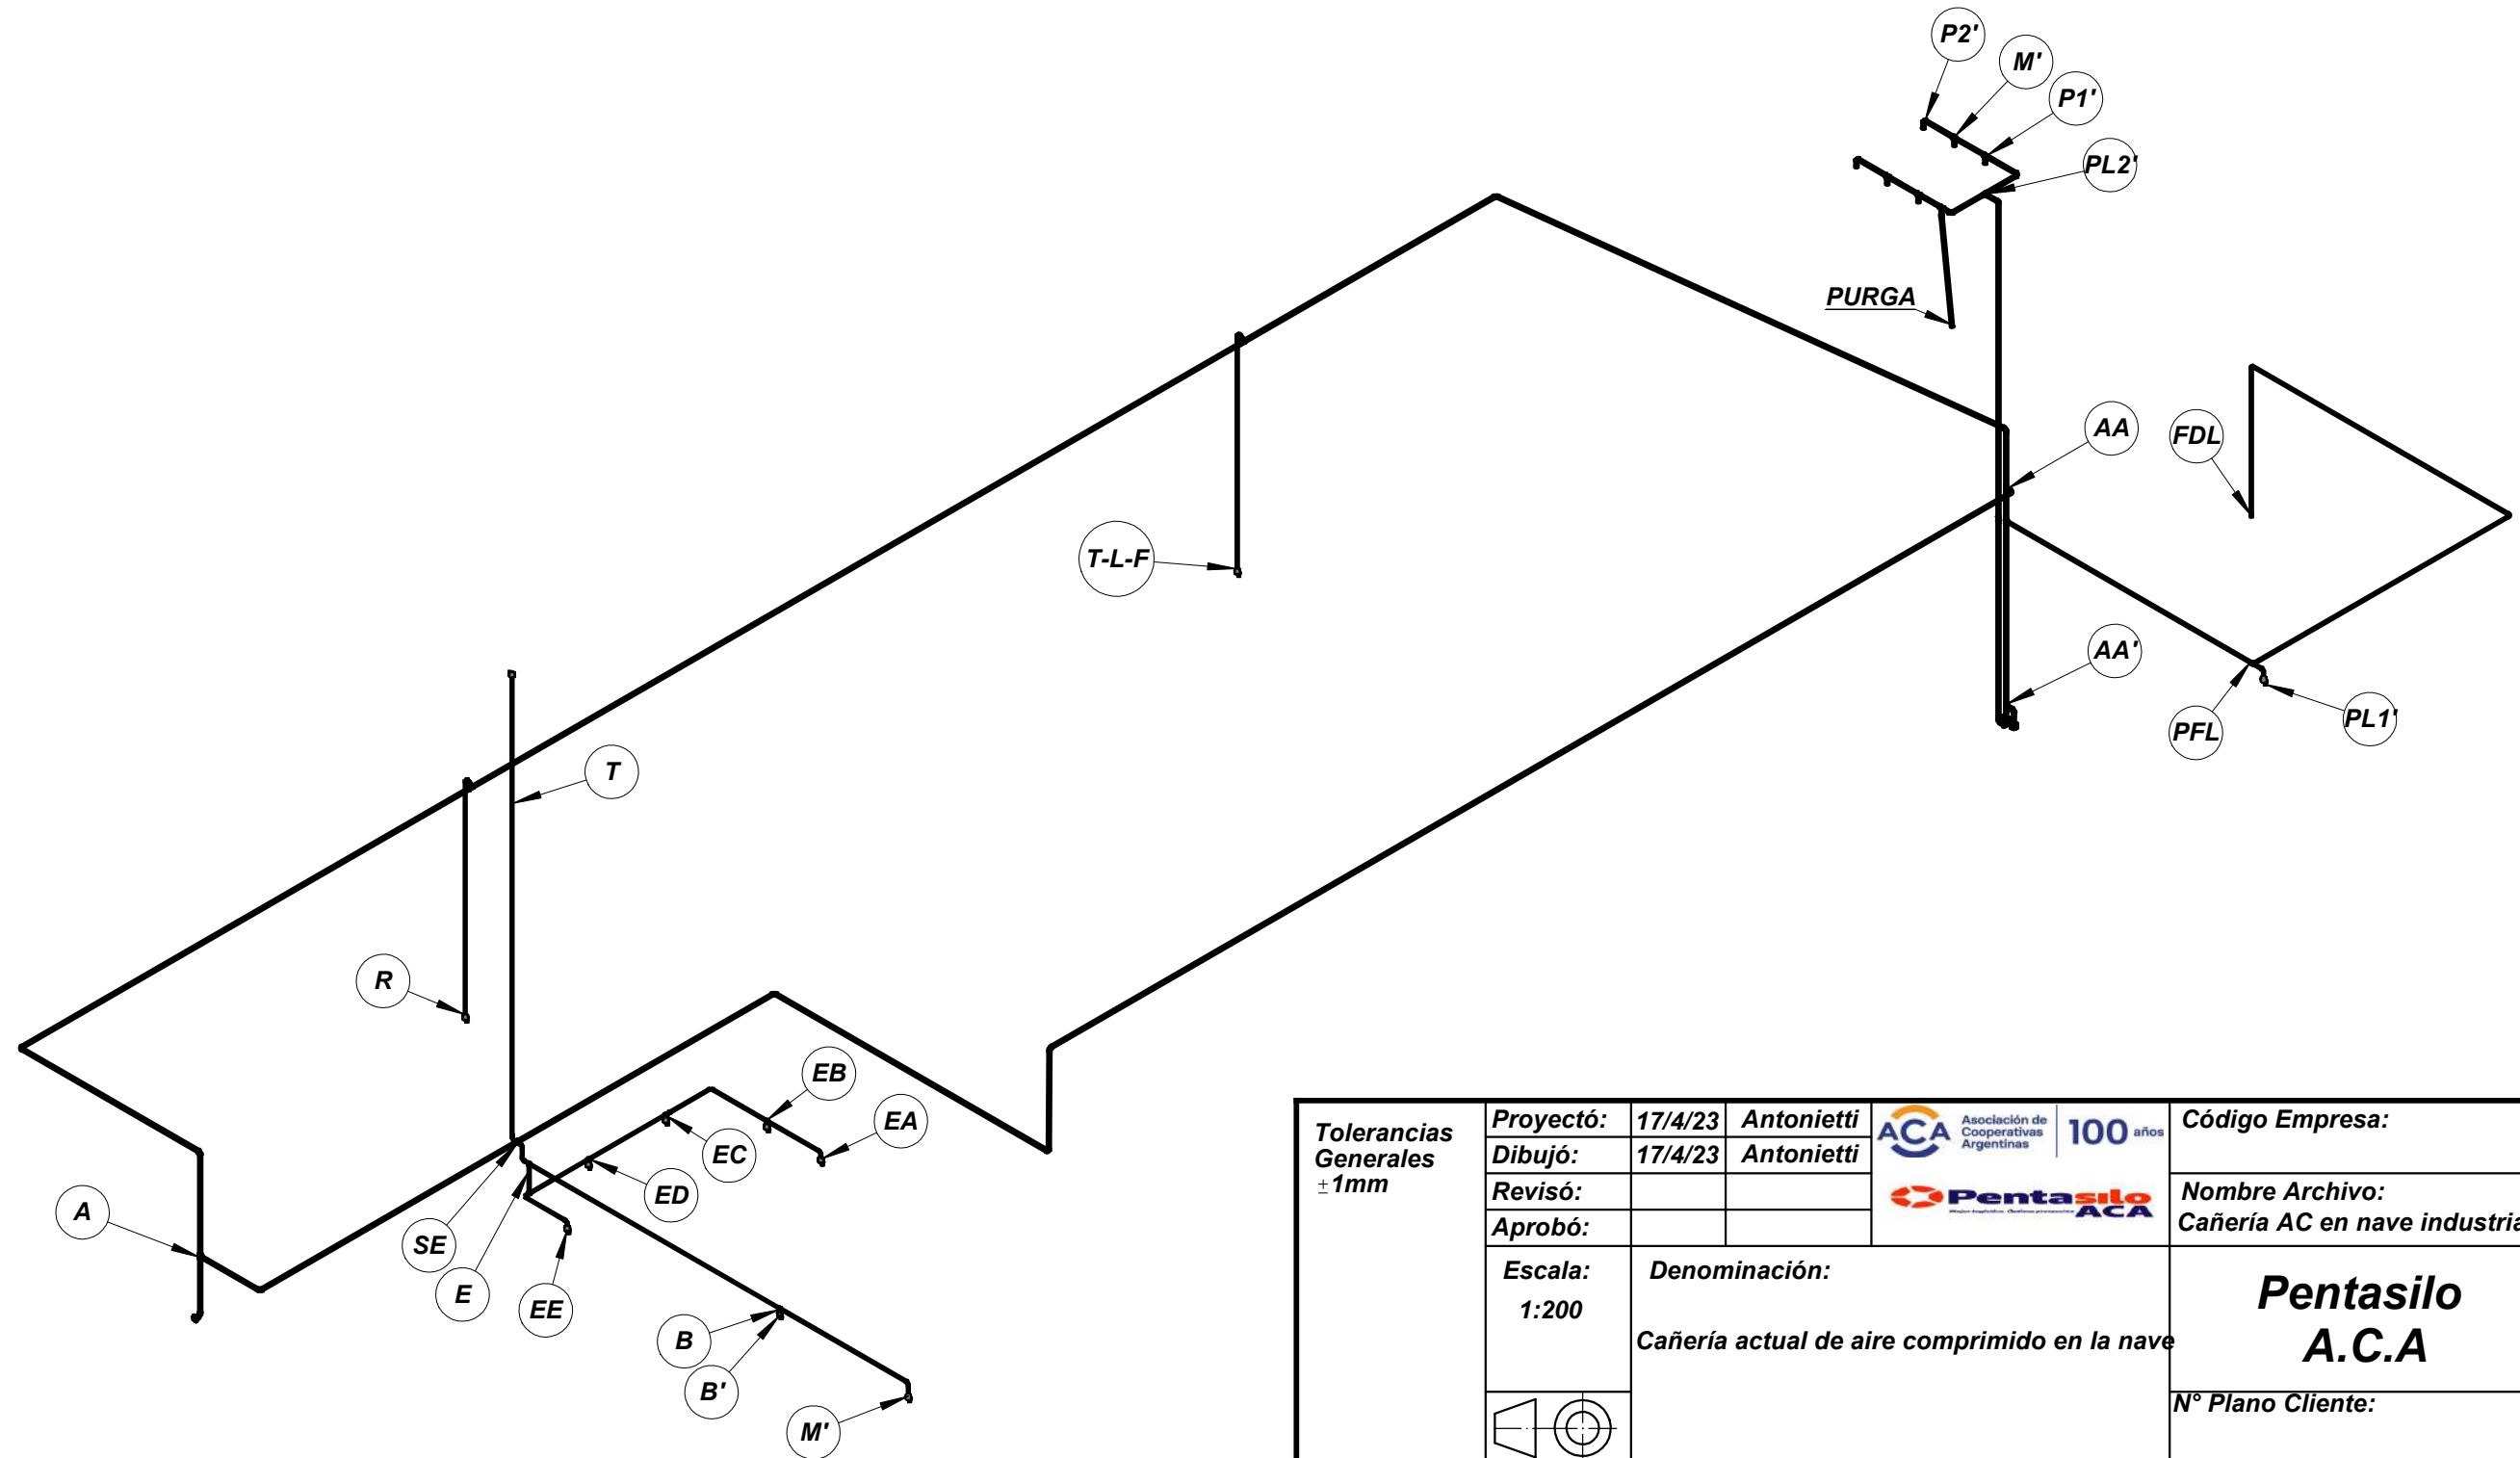 P2'
M'
P1'
PL2'
PURGA
AA
FDL
T-L-F
AA'
PFL
PL1'
T
R
EB
EA
EC
ED
A
SE
E
EE
B
B'
M'
Tolerancias
Generales
±1mm
Proyectó: 17/4/23 Antonietti
Dibujó: 17/4/23 Antonietti
Revisó:
Aprobó:
ACA Asociación de
Cooperativas
Argentinas
100 años
Pentasilo
ACA
Código Empresa:
Nombre Archivo:
Cañería AC en nave industria
Escala:
1:200
Denominación:
Cañería actual de aire comprimido en la nave
Pentasilo
A.C.A
N° Plano Cliente: